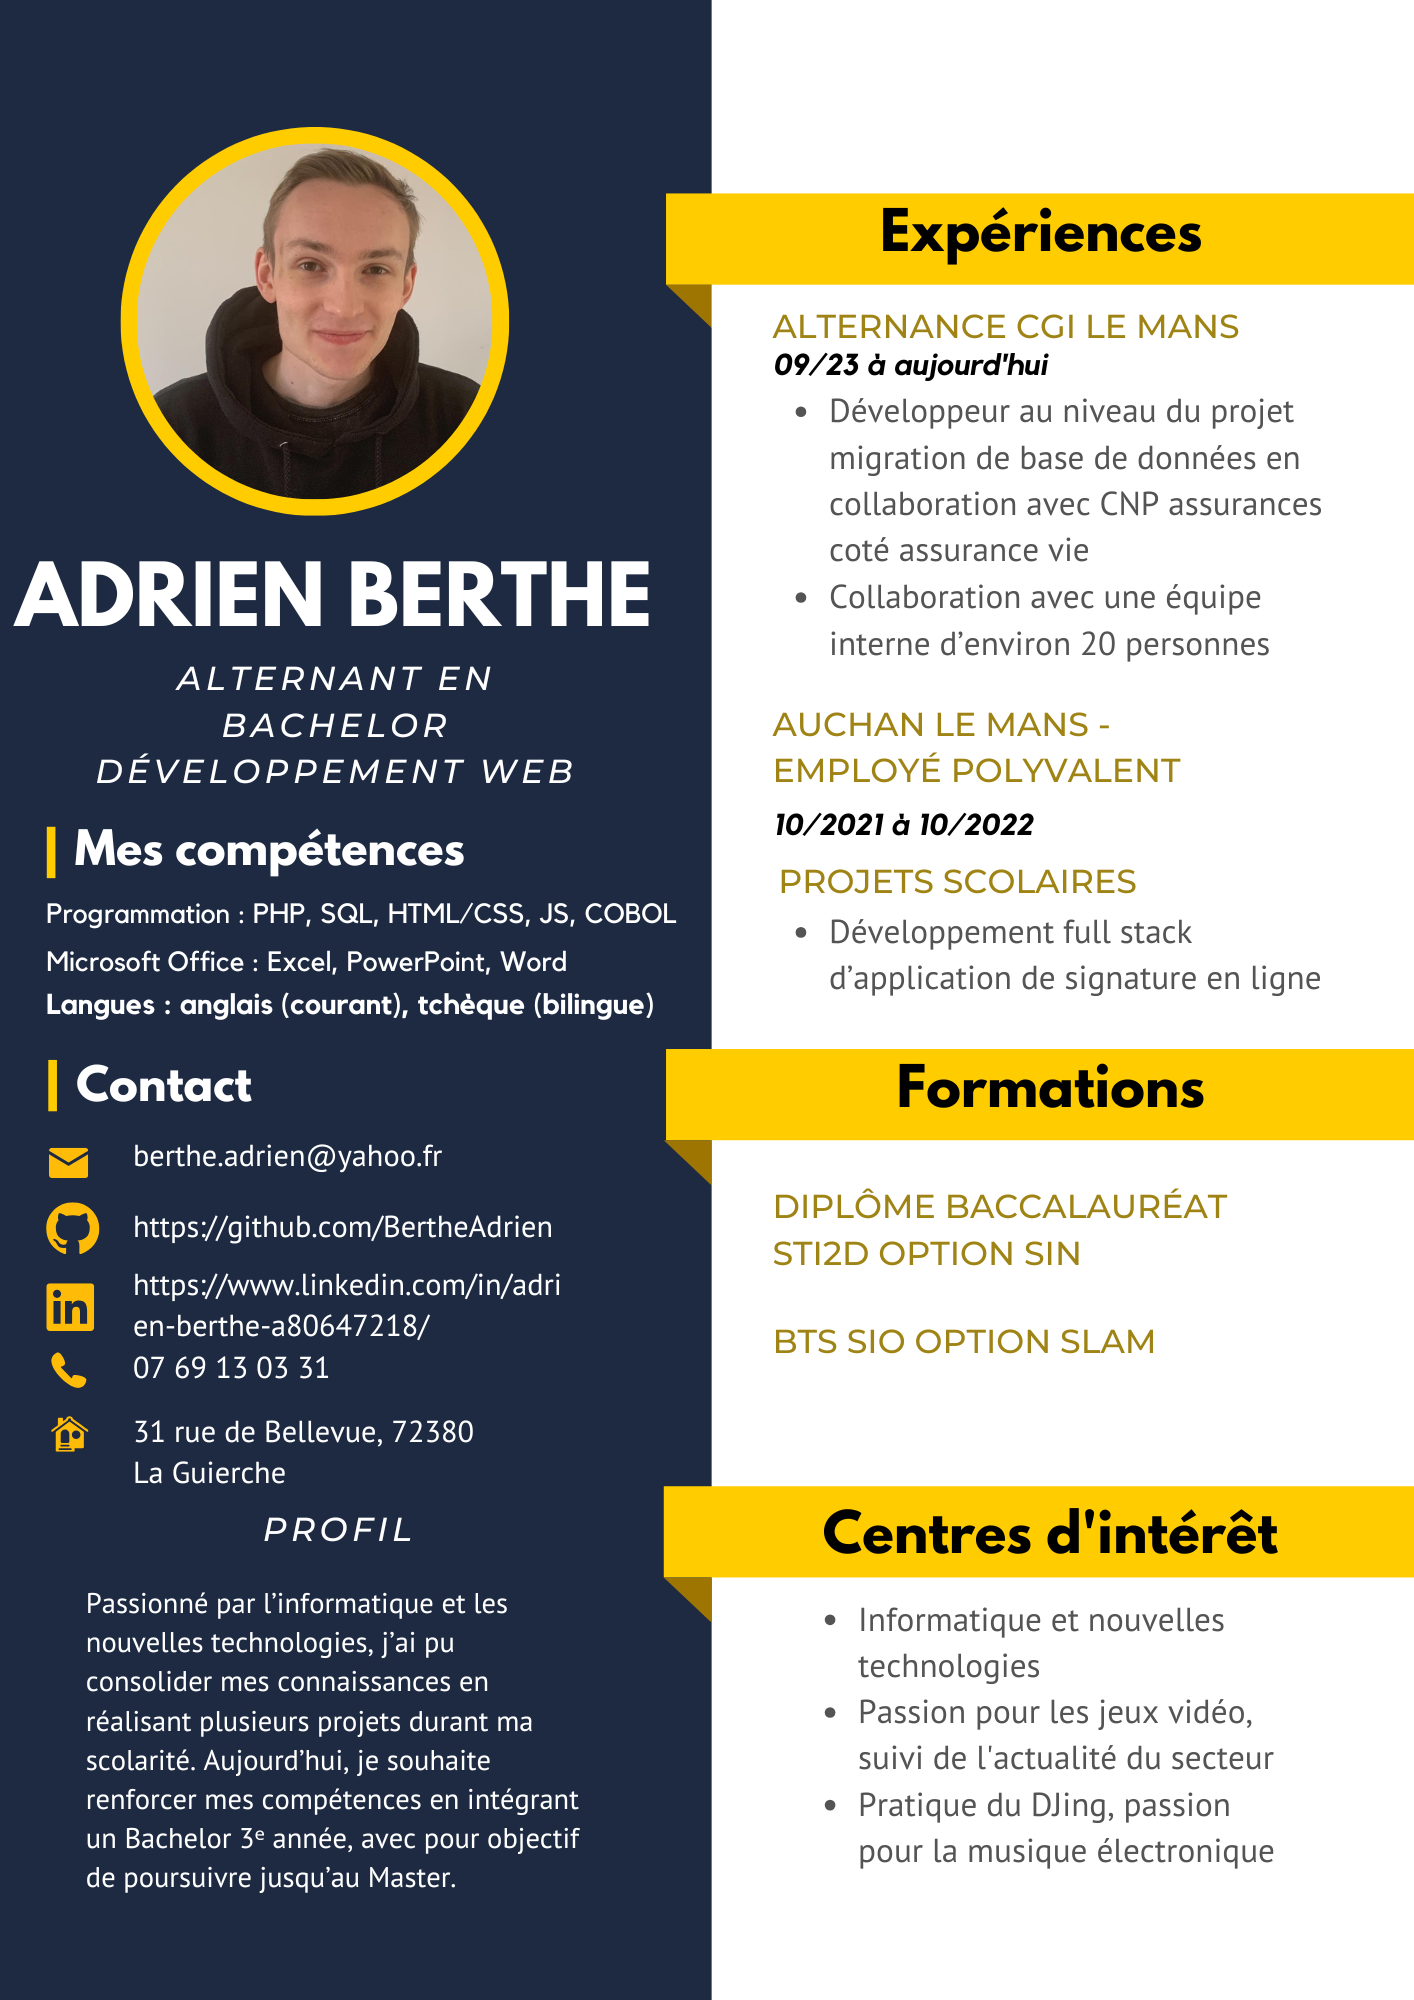 ADRIEN BERTHE
ALTERNANT EN
BACHELOR
DÉVELOPPEMENT WEB
Mes compétences
Programmation : PHP, SQL, HTML/CSS, JS, COBOL
Microsoft Office : Excel, PowerPoint, Word
Langues : anglais (courant), tchèque (bilingue)
Contact
berthe.adrien@yahoo.fr
https://github.com/BertheAdrien
https://www.linkedin.com/in/adri
en-berthe-a80647218/
07 69 13 03 31
31 rue de Bellevue, 72380
La Guierche
PROFIL
Passionné par l’informatique et les
nouvelles technologies, j’ai pu
consolider mes connaissances en
réalisant plusieurs projets durant ma
scolarité. Aujourd’hui, je souhaite
renforcer mes compétences en intégrant
un Bachelor 3ᵉ année, avec pour objectif
de poursuivre jusqu’au Master.
Expériences
ALTERNANCE CGI LE MANS
09/23 à aujourd'hui
• Développeur au niveau du projet
migration de base de données en
collaboration avec CNP assurances
coté assurance vie
• Collaboration avec une équipe
interne d’environ 20 personnes
AUCHAN LE MANS -
EMPLOYÉ POLYVALENT
10/2021 à 10/2022
PROJETS SCOLAIRES
• Développement full stack
d’application de signature en ligne
Formations
DIPLÔME BACCALAURÉAT
STI2D OPTION SIN
BTS SIO OPTION SLAM
Centres d'intérêt
• Informatique et nouvelles
technologies
• Passion pour les jeux vidéo,
suivi de l'actualité du secteur
• Pratique du DJing, passion
pour la musique électronique